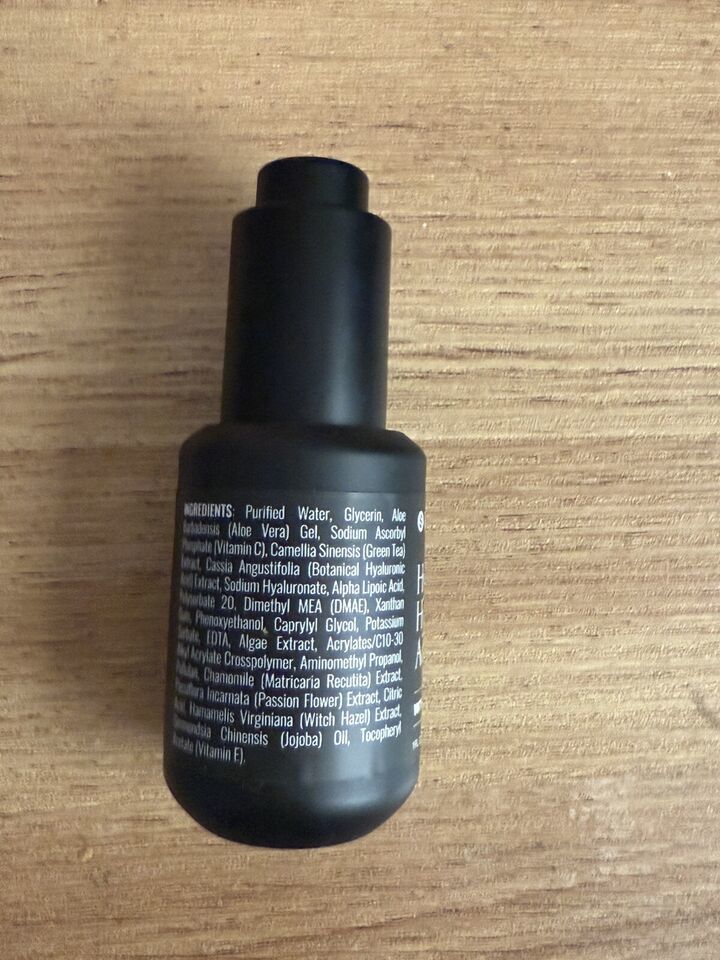 INGREDIENTS: Purified Water, Glycerin, Aloe
Barbadensis (Aloe Vera) Gel, Sodium Ascorbyl
Phosphate (Vitamin C), Camellia Sinensis (Green Tea)
Extract, Cassia Angustifolia (Botanical Hyaluronic
Acid) Extract, Sodium Hyaluronate, Alpha Lipoic Acid,
Polysorbate 20, Dimethyl MEA (DMAE), Xanthan
Gum, Phenoxyethanol, Caprylyl Glycol, Potassium
Sorbate, EDTA, Algae Extract, Acrylates/C10-30
Alkyl Acrylate Crosspolymer, Aminomethyl Propanol,
Chamomile (Matricaria Recutita) Extract,
Passiflora Incarnata (Passion Flower) Extract, Citric
Acid, Hamamelis Virginiana (Witch Hazel) Extract,
Simmondsia Chinensis (Jojoba) Oil, Tocopheryl
Acetate (Vitamin E).
H
H
A